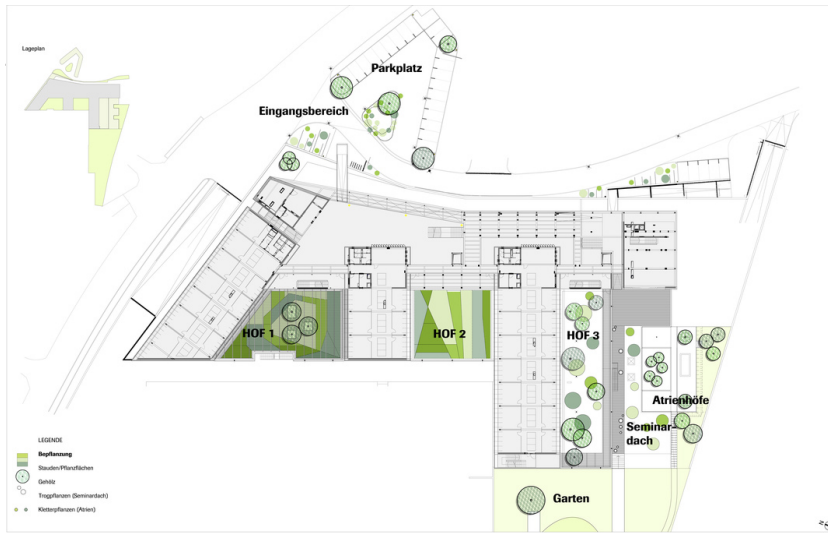 Lageplan
Parkplatz
Eingangsbereich
HOF 1
HOF 2
HOF 3
Atrienhöfe
Seminar-
dach
Garten
LEGENDE
Bepflanzung
Stauden/Pflanzflächen
Gehölz
Trogpflanzen (Seminardach)
Kletterpflanzen (Atrien)
N